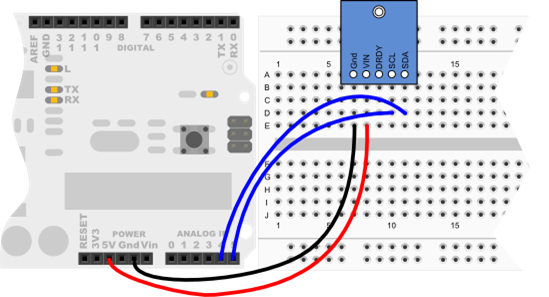 AREF
GND
13
12
11
10
9
8
7
6
5
4
3
2
TX 1
RX 0
DIGITAL
L
TX
RX
RESET
3V3
5V
Gnd
Vin
POWER
ANALOG IN
0 1 2 3 4 5
Gnd
VIN
DRDY
SCL
SDA
1 5 15
A
B
C
D
E
F
G
H
I
J
1 5 10 15